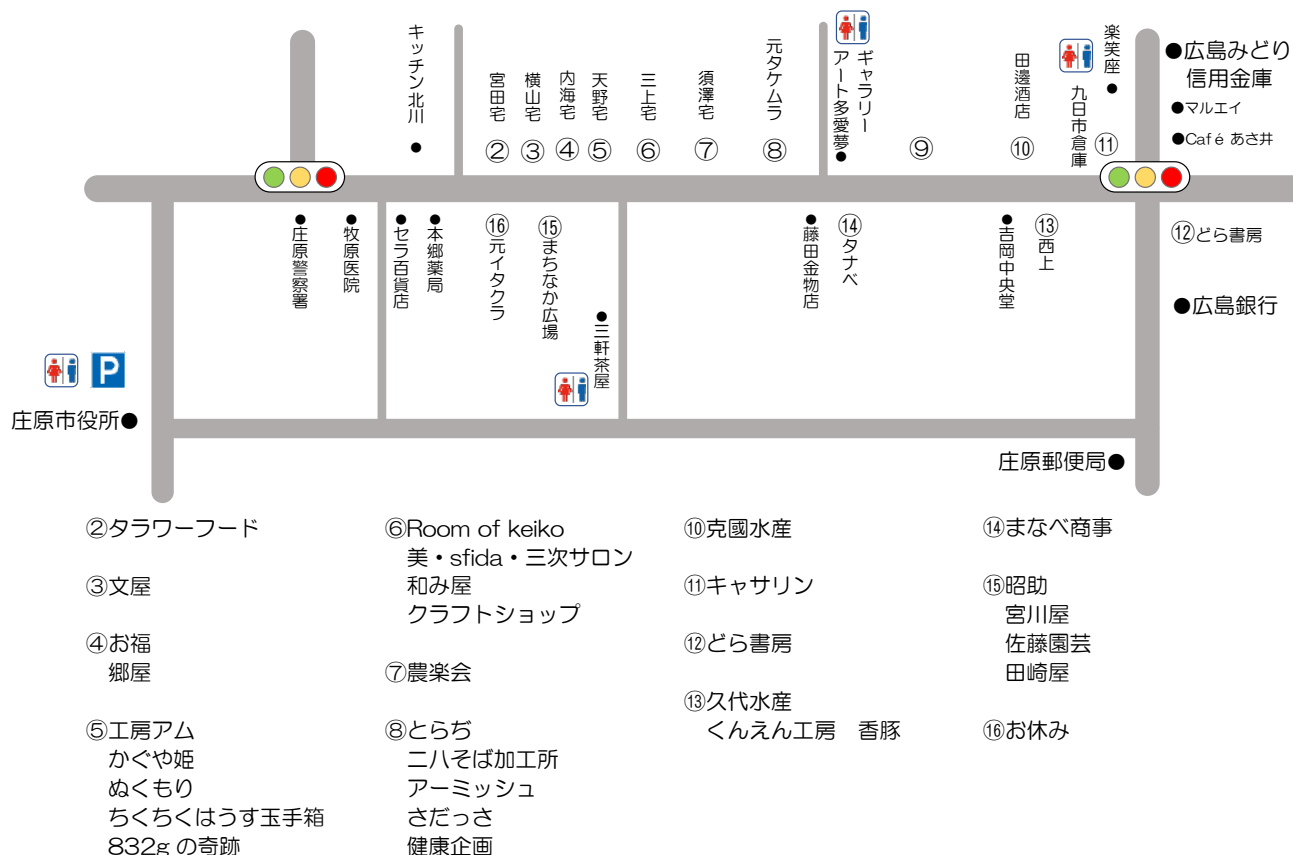 キッチン北川
宮田宅
②
横山宅
③
内海宅
④
天野宅
⑤
三上宅
⑥
須澤宅
⑦
元タケムラ
⑧
ギャラリー
アート多愛夢
⑨
田邊酒店
⑩
九日市倉庫
楽笑座
⑪
広島みどり
信用金庫
マルエイ
Café あさ井
庄原警察署
牧原医院
セラ百貨店
本郷薬局
⑯元イタクラ
⑮まちなか広場
三軒茶屋
藤田金物店
⑭タナベ
吉岡中央堂
⑬西上
⑫どら書房
広島銀行
P
庄原市役所
庄原郵便局
②タラワーフード
③文屋
④お福
郷屋
⑤工房アム
かぐや姫
ぬくもり
ちくちくはうす玉手箱
832g の奇跡
⑥Room of keiko
美・sfida・三次サロン
和み屋
クラフトショップ
⑦農楽会
⑧とらぢ
二八そば加工所
アーミッシュ
さだっさ
健康企画
⑩克國水産
⑪キャサリン
⑫どら書房
⑬久代水産
くんえん工房　香豚
⑭まなべ商事
⑮昭助
宮川屋
佐藤園芸
田崎屋
⑯お休み